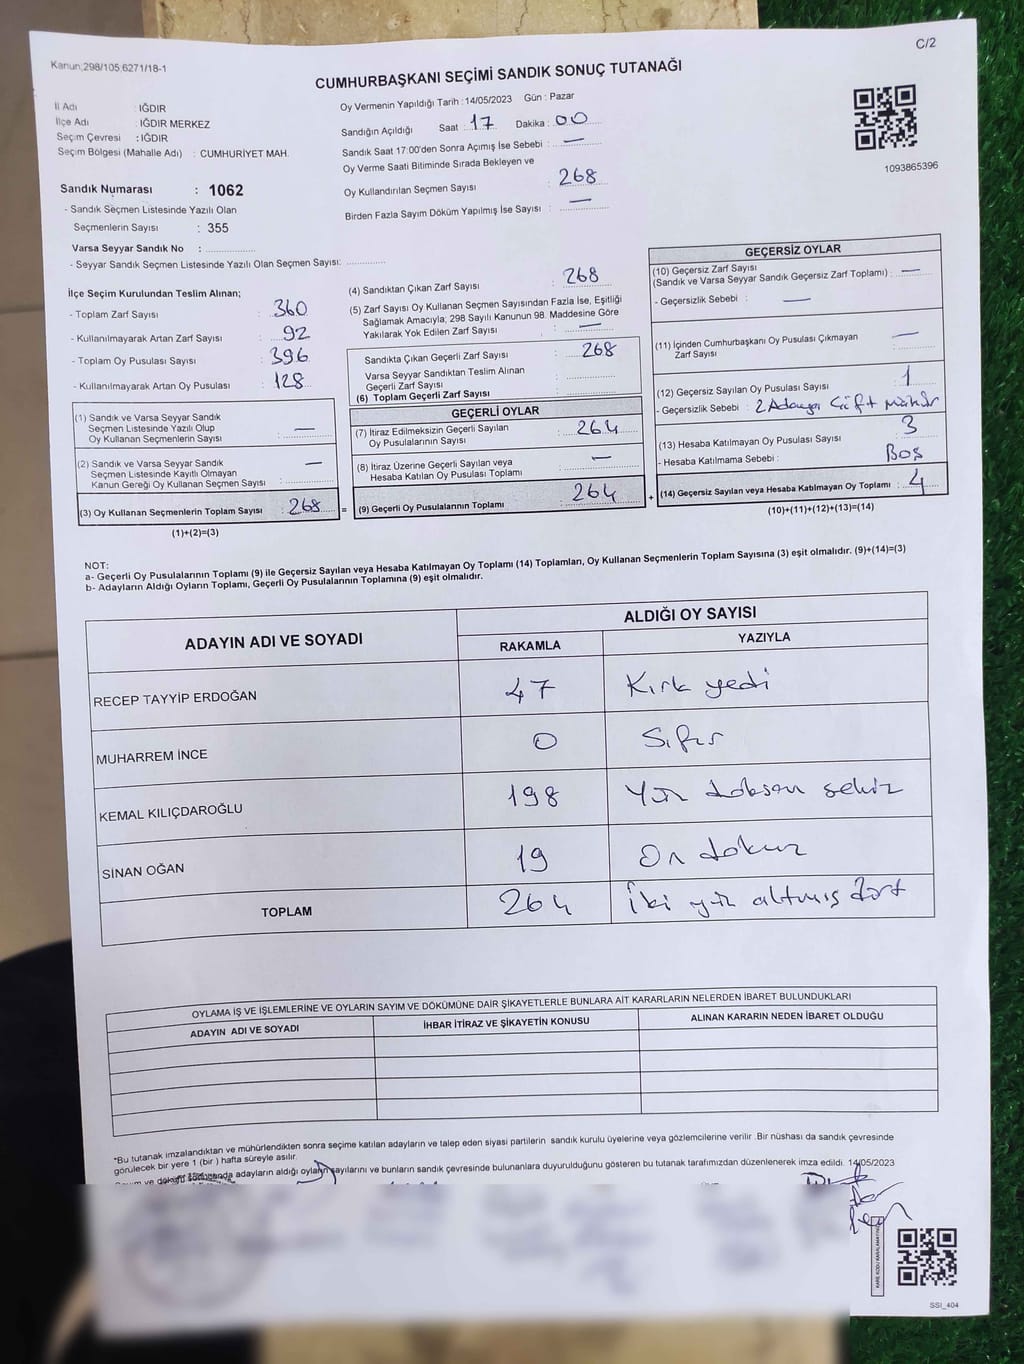 C/2
Kanun;298/105,6271/18-1
CUMHURBAŞKANI SEÇİMİ SANDIK SONUÇ TUTANAĞI
İl Adı : IĞDIR
İlçe Adı : IĞDIR MERKEZ
Seçim Çevresi : IĞDIR
Seçim Bölgesi (Mahalle Adı) : CUMHURİYET MAH.
Sandık Numarası : 1062
- Sandık Seçmen Listesinde Yazılı Olan
Seçmenlerin Sayısı : 355
Varsa Seyyar Sandık No :
- Seyyar Sandık Seçmen Listesinde Yazılı Olan Seçmen Sayısı:
Oy Vermenin Yapıldığı Tarih : 14/05/2023 Gün : Pazar
Sandığın Açıldığı Saat : 17 Dakika : 00
Sandık Saat 17:00'den Sonra Açımış İse Sebebi : —
Oy Verme Saati Bitiminde Sırada Bekleyen ve
Oy Kullandırılan Seçmen Sayısı : 268
Birden Fazla Sayım Döküm Yapılmış İse Sayısı : —
1093865396
İlçe Seçim Kurulundan Teslim Alınan;
- Toplam Zarf Sayısı : 360
- Kullanılmayarak Artan Zarf Sayısı : 92
- Toplam Oy Pusulası Sayısı : 396
- Kullanılmayarak Artan Oy Pusulası : 128
(1) Sandık ve Varsa Seyyar Sandık
Seçmen Listesinde Yazılı Olup
Oy Kullanan Seçmenlerin Sayısı : —
(2) Sandık ve Varsa Seyyar Sandık
Seçmen Listesinde Kayıtlı Olmayan
Kanun Gereği Oy Kullanan Seçmen Sayısı : —
(3) Oy Kullanan Seçmenlerin Toplam Sayısı : 268
(1)+(2)=(3)
=
(4) Sandıktan Çıkan Zarf Sayısı : 268
(5) Zarf Sayısı Oy Kullanan Seçmen Sayısından Fazla İse, Eşitliği
Sağlamak Amacıyla; 298 Sayılı Kanunun 98. Maddesine Göre
Yakılarak Yok Edilen Zarf Sayısı : —
Sandıkta Çıkan Geçerli Zarf Sayısı : 268
Varsa Seyyar Sandıktan Teslim Alınan
Geçerli Zarf Sayısı :
(6) Toplam Geçerli Zarf Sayısı :
GEÇERLİ OYLAR
(7) İtiraz Edilmeksizin Geçerli Sayılan
Oy Pusulalarının Sayısı : 264
(8) İtiraz Üzerine Geçerli Sayılan veya
Hesaba Katılan Oy Pusulası Toplamı : —
(9) Geçerli Oy Pusulalarının Toplamı : 264
+
GEÇERSİZ OYLAR
(10) Geçersiz Zarf Sayısı
(Sandık ve Varsa Seyyar Sandık Geçersiz Zarf Toplamı) : —
- Geçersizlik Sebebi : —
(11) İçinden Cumhurbaşkanı Oy Pusulası Çıkmayan
Zarf Sayısı : —
(12) Geçersiz Sayılan Oy Pusulası Sayısı : 1
- Geçersizlik Sebebi : 2 Adaya Çift Mühür
(13) Hesaba Katılmayan Oy Pusulası Sayısı : 3
- Hesaba Katılmama Sebebi : Boş
(14) Geçersiz Sayılan veya Hesaba Katılmayan Oy Toplamı : 4
(10)+(11)+(12)+(13)=(14)
NOT:
a- Geçerli Oy Pusulalarının Toplamı (9) ile Geçersiz Sayılan veya Hesaba Katılmayan Oy Toplamı (14) Toplamları, Oy Kullanan Seçmenlerin Toplam Sayısına (3) eşit olmalıdır. (9)+(14)=(3)
b- Adayların Aldığı Oyların Toplamı, Geçerli Oy Pusulalarının Toplamına (9) eşit olmalıdır.
ADAYIN ADI VE SOYADI
ALDIĞI OY SAYISI
RAKAMLA YAZIYLA
RECEP TAYYİP ERDOĞAN 47 Kırk yedi
MUHARREM İNCE 0 Sıfır
KEMAL KILIÇDAROĞLU 198 Yüz doksan sekiz
SİNAN OĞAN 19 On dokuz
TOPLAM 264 İki yüz altmış dört
OYLAMA İŞ VE İŞLEMLERİNE VE OYLARIN SAYIM VE DÖKÜMÜNE DAİR ŞİKAYETLERLE BUNLARA AİT KARARLARIN NELERDEN İBARET BULUNDUKLARI
ADAYIN ADI VE SOYADI İHBAR İTİRAZ VE ŞİKAYETİN KONUSU ALINAN KARARIN NEDEN İBARET OLDUĞU
*Bu tutanak imzalandıktan ve mühürlendikten sonra seçime katılan adayların ve talep eden siyasi partilerin sandık kurulu üyelerine veya gözlemcilerine verilir .Bir nüshası da sandık çevresinde
görülecek bir yere 1 (bir ) hafta süreyle asılır.
Sayım ve dökümü sonunda adayların aldığı oyların sayılarını ve bunların sandık çevresinde bulunanlara duyurulduğunu gösteren bu tutanak tarafımızdan düzenlenerek imza edildi. 14/05/2023
KARE KODU KARALAMAYINIZ
SSI_404